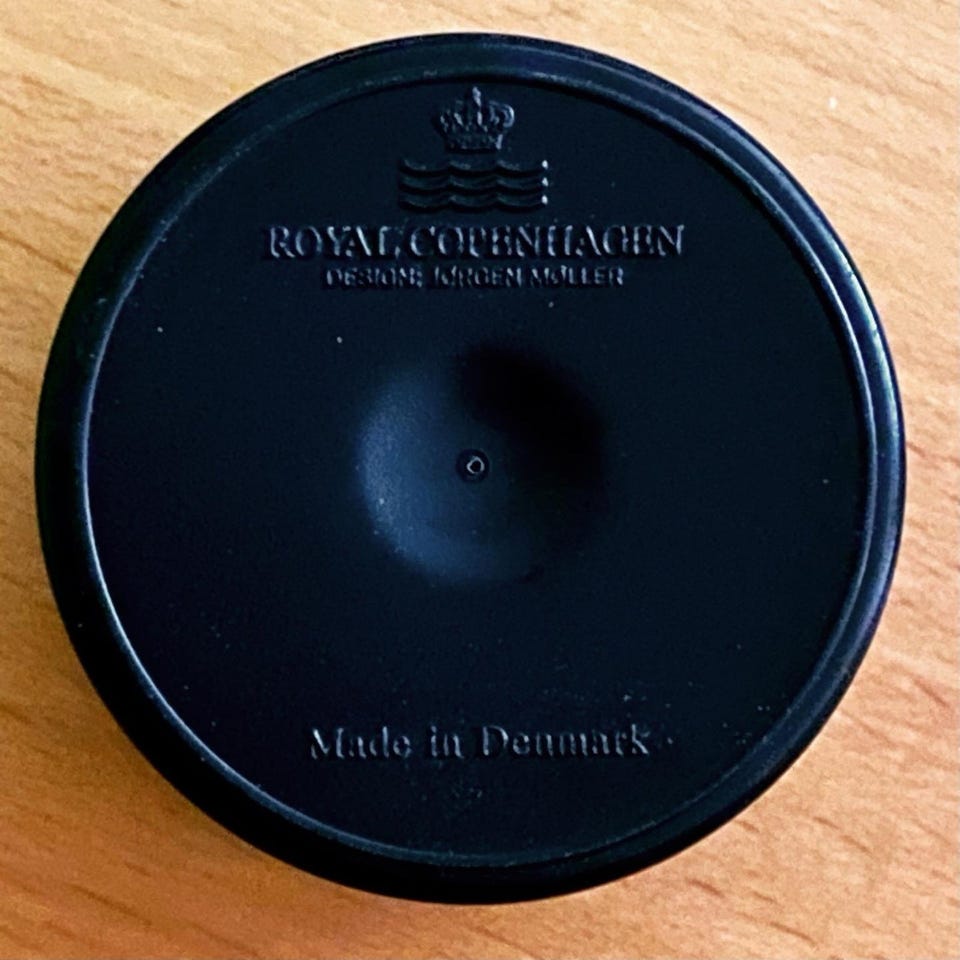 ROYAL COPENHAGEN
DESIGN: JØRGEN MØLLER
Made in Denmark